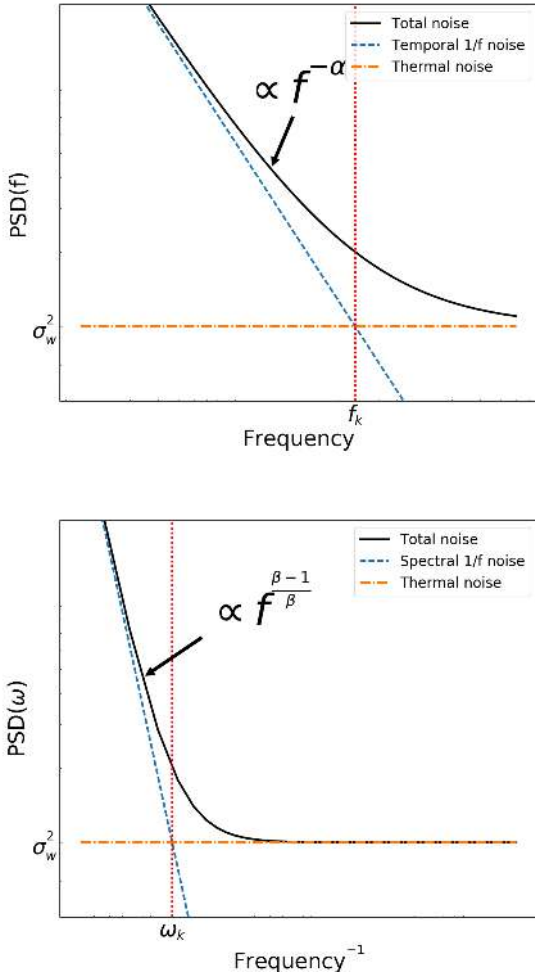 Total noise
Temporal 1/f noise
Thermal noise
∝ f^{-α}
PSD(f)
σ_w^2
f_k
Frequency
Total noise
Spectral 1/f noise
Thermal noise
∝ f^{\frac{β-1}{β}}
PSD(ω)
σ_w^2
ω_k
Frequency^{-1}